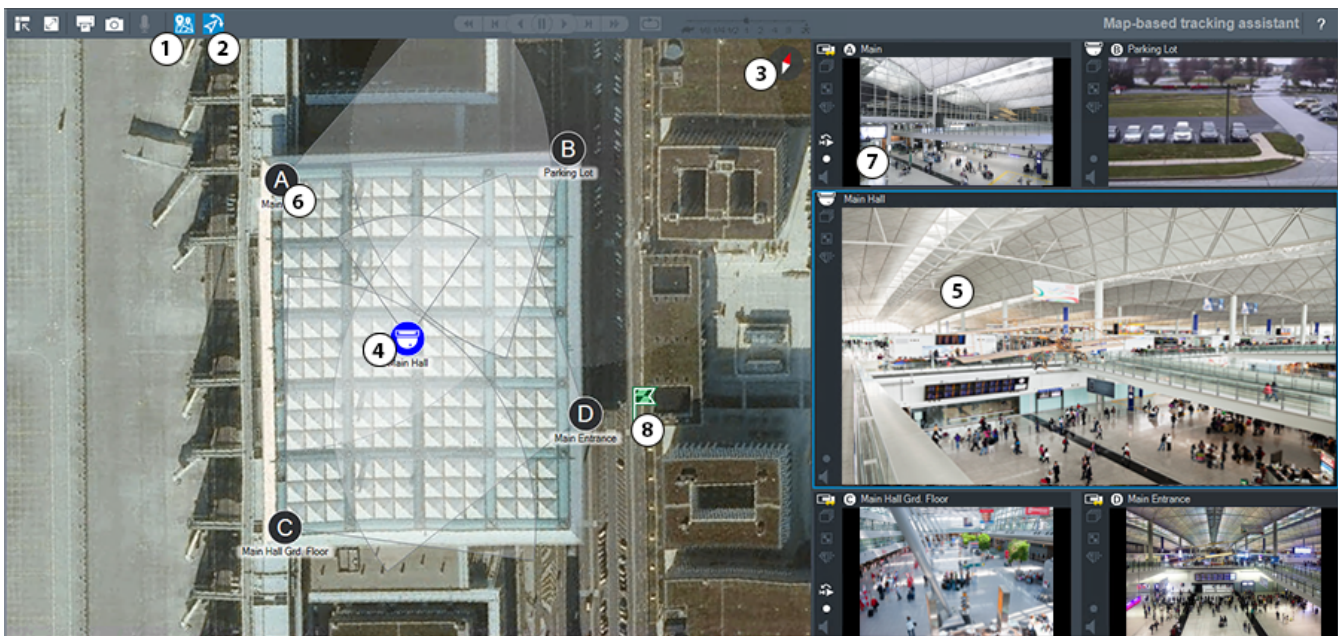 1
2
Map-based tracking assistant
?
3
A Main
B Parking Lot
B
Parking Lot
A
Main
6
7
Main Hall
5
4
Main Hall
D
Main Entrance
8
C
Main Hall Grd. Floor
C Main Hall Grd. Floor
D Main Entrance